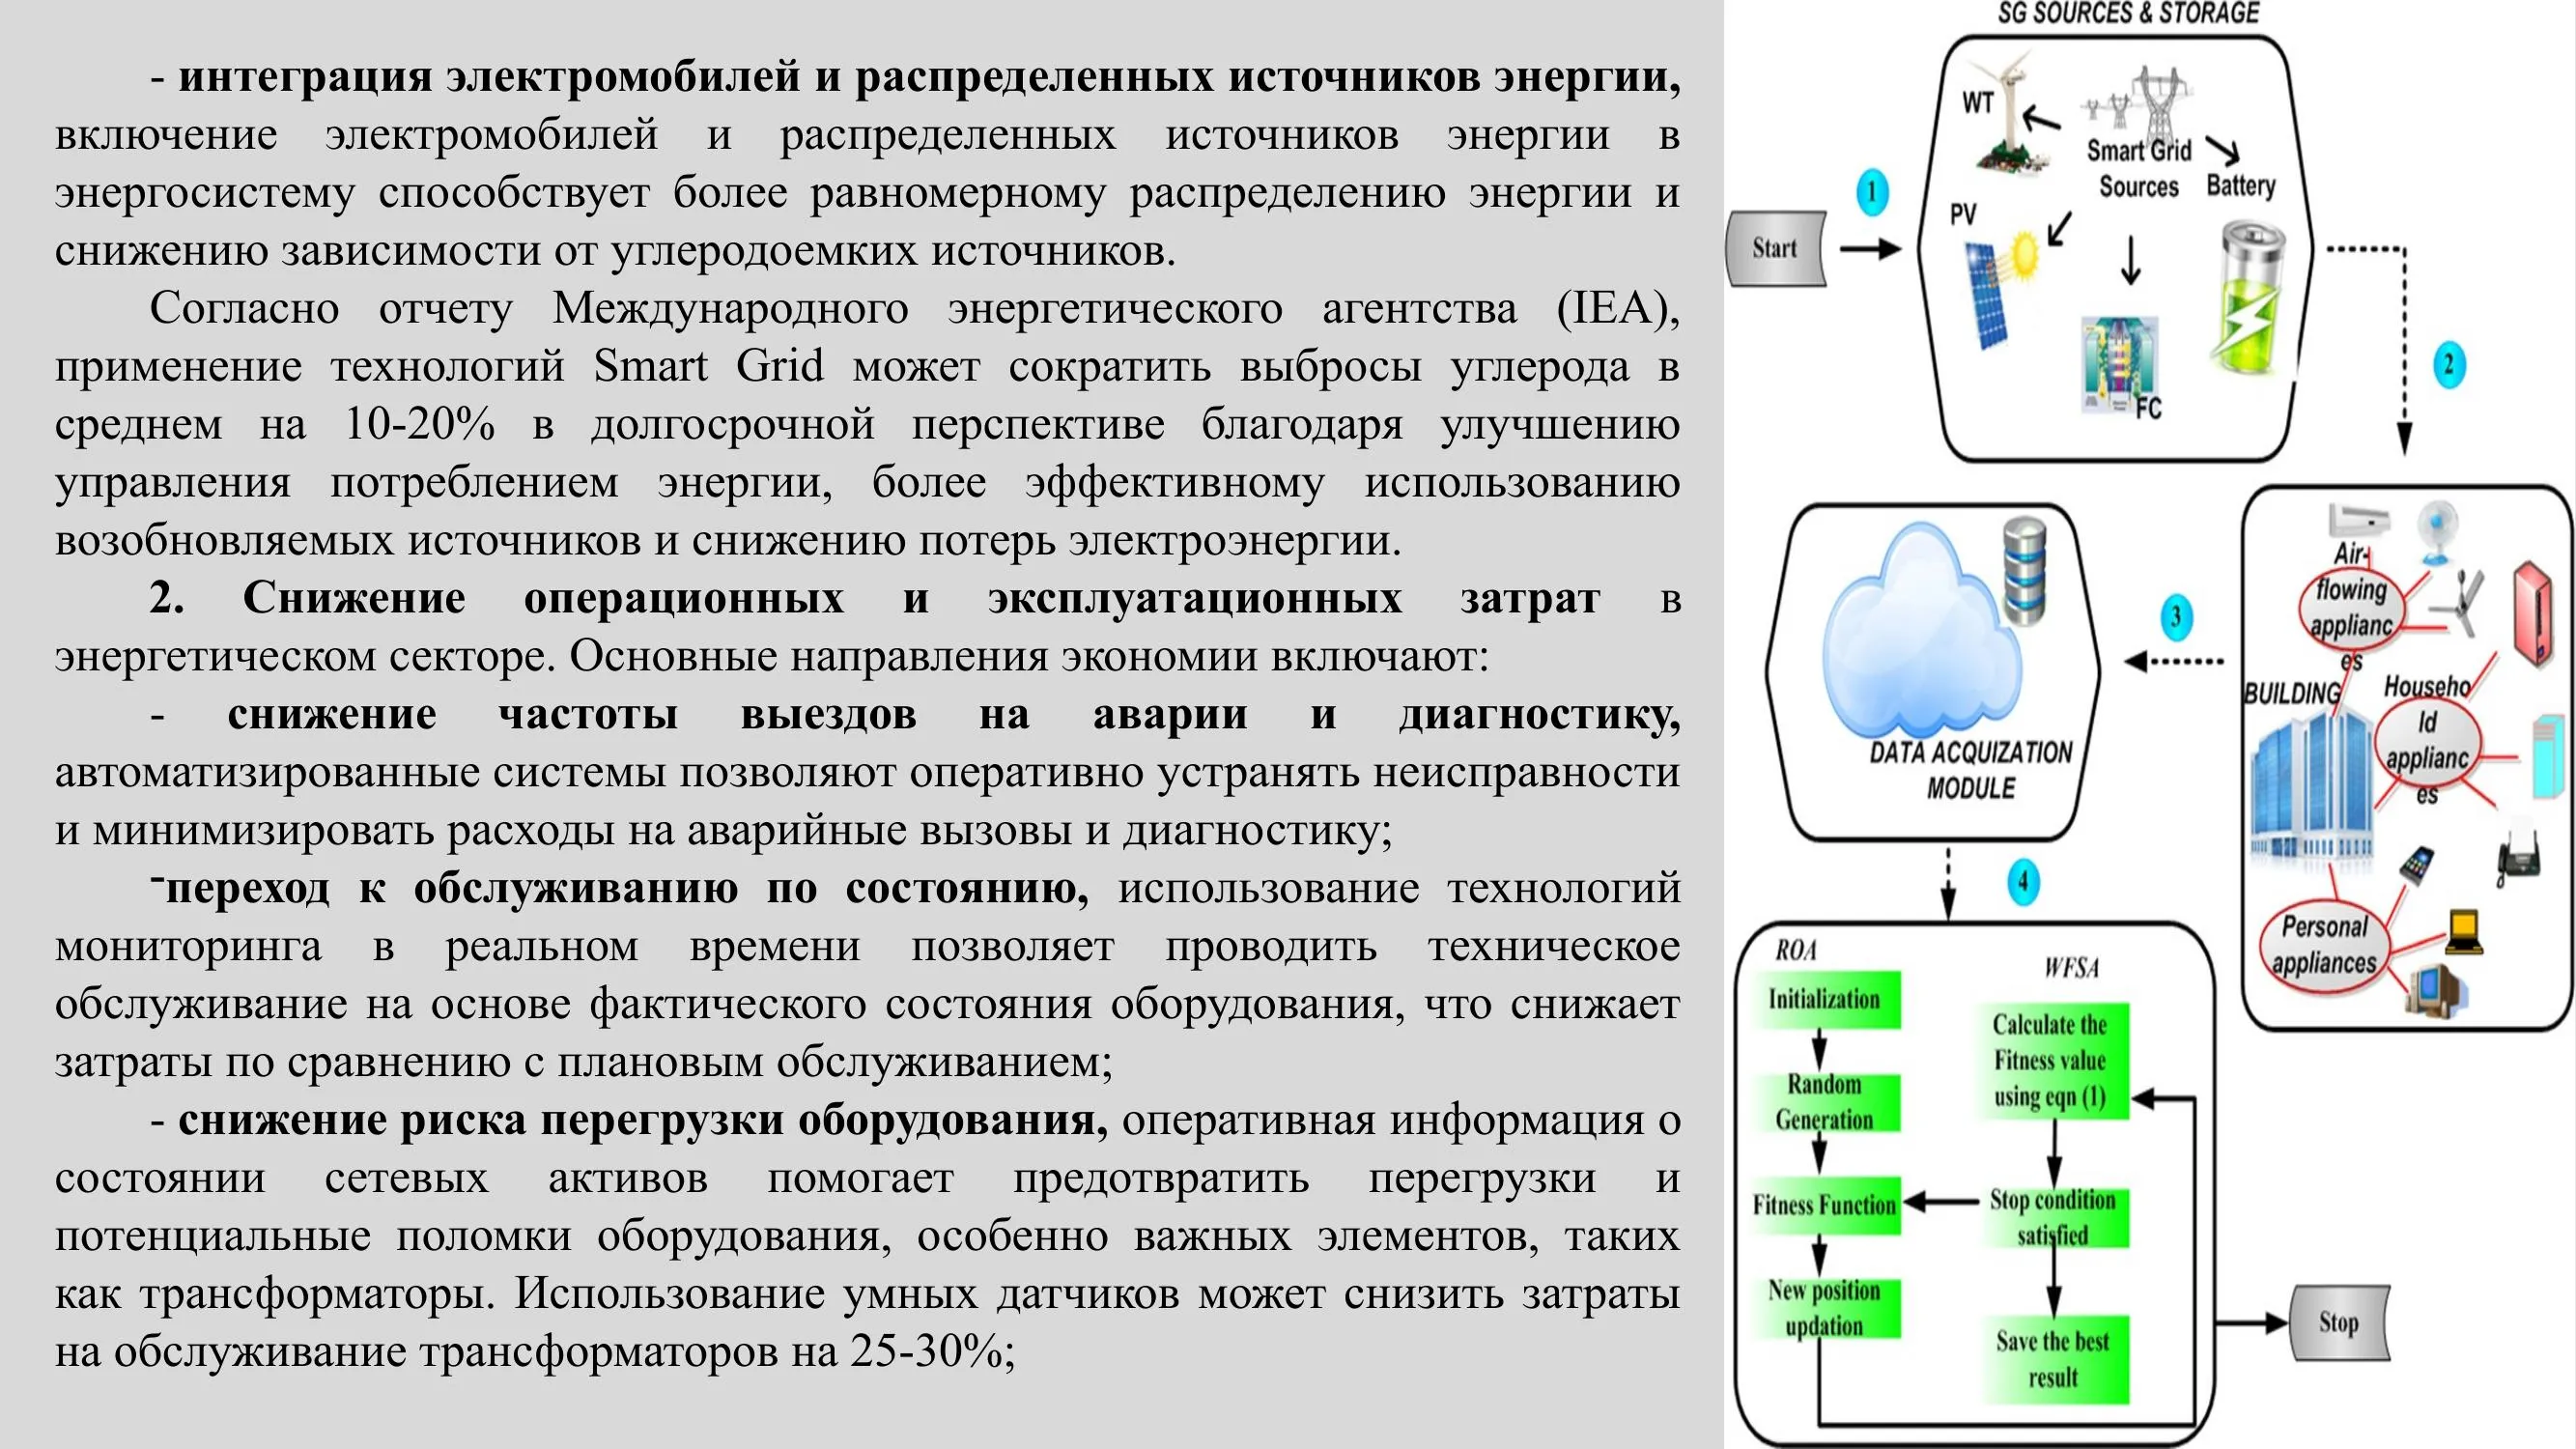 - интеграция электромобилей и распределенных источников энергии,
включение электромобилей и распределенных источников энергии в
энергосистему способствует более равномерному распределению энергии и
снижению зависимости от углеродоемких источников.
Согласно отчету Международного энергетического агентства (IEA),
применение технологий Smart Grid может сократить выбросы углерода в
среднем на 10-20% в долгосрочной перспективе благодаря улучшению
управления потреблением энергии, более эффективному использованию
возобновляемых источников и снижению потерь электроэнергии.
2. Снижение операционных и эксплуатационных затрат в
энергетическом секторе. Основные направления экономии включают:
- снижение частоты выездов на аварии и диагностику,
автоматизированные системы позволяют оперативно устранять неисправности
и минимизировать расходы на аварийные вызовы и диагностику;
-переход к обслуживанию по состоянию, использование технологий
мониторинга в реальном времени позволяет проводить техническое
обслуживание на основе фактического состояния оборудования, что снижает
затраты по сравнению с плановым обслуживанием;
- снижение риска перегрузки оборудования, оперативная информация о
состоянии сетевых активов помогает предотвратить перегрузки и
потенциальные поломки оборудования, особенно важных элементов, таких
как трансформаторы. Использование умных датчиков может снизить затраты
на обслуживание трансформаторов на 25-30%;
SG SOURCES & STORAGE
WT
Smart Grid
Sources
Battery
PV
FC
Start
1
2
Air-
flowing
applianc
es
BUILDING
Househo
ld
applianc
es
Personal
appliances
3
DATA ACQUIZATION
MODULE
4
ROA
Initialization
Random
Generation
Fitness Function
New position
updation
WFSA
Calculate the
Fitness value
using eqn (1)
Stop condition
satisfied
Save the best
result
Stop